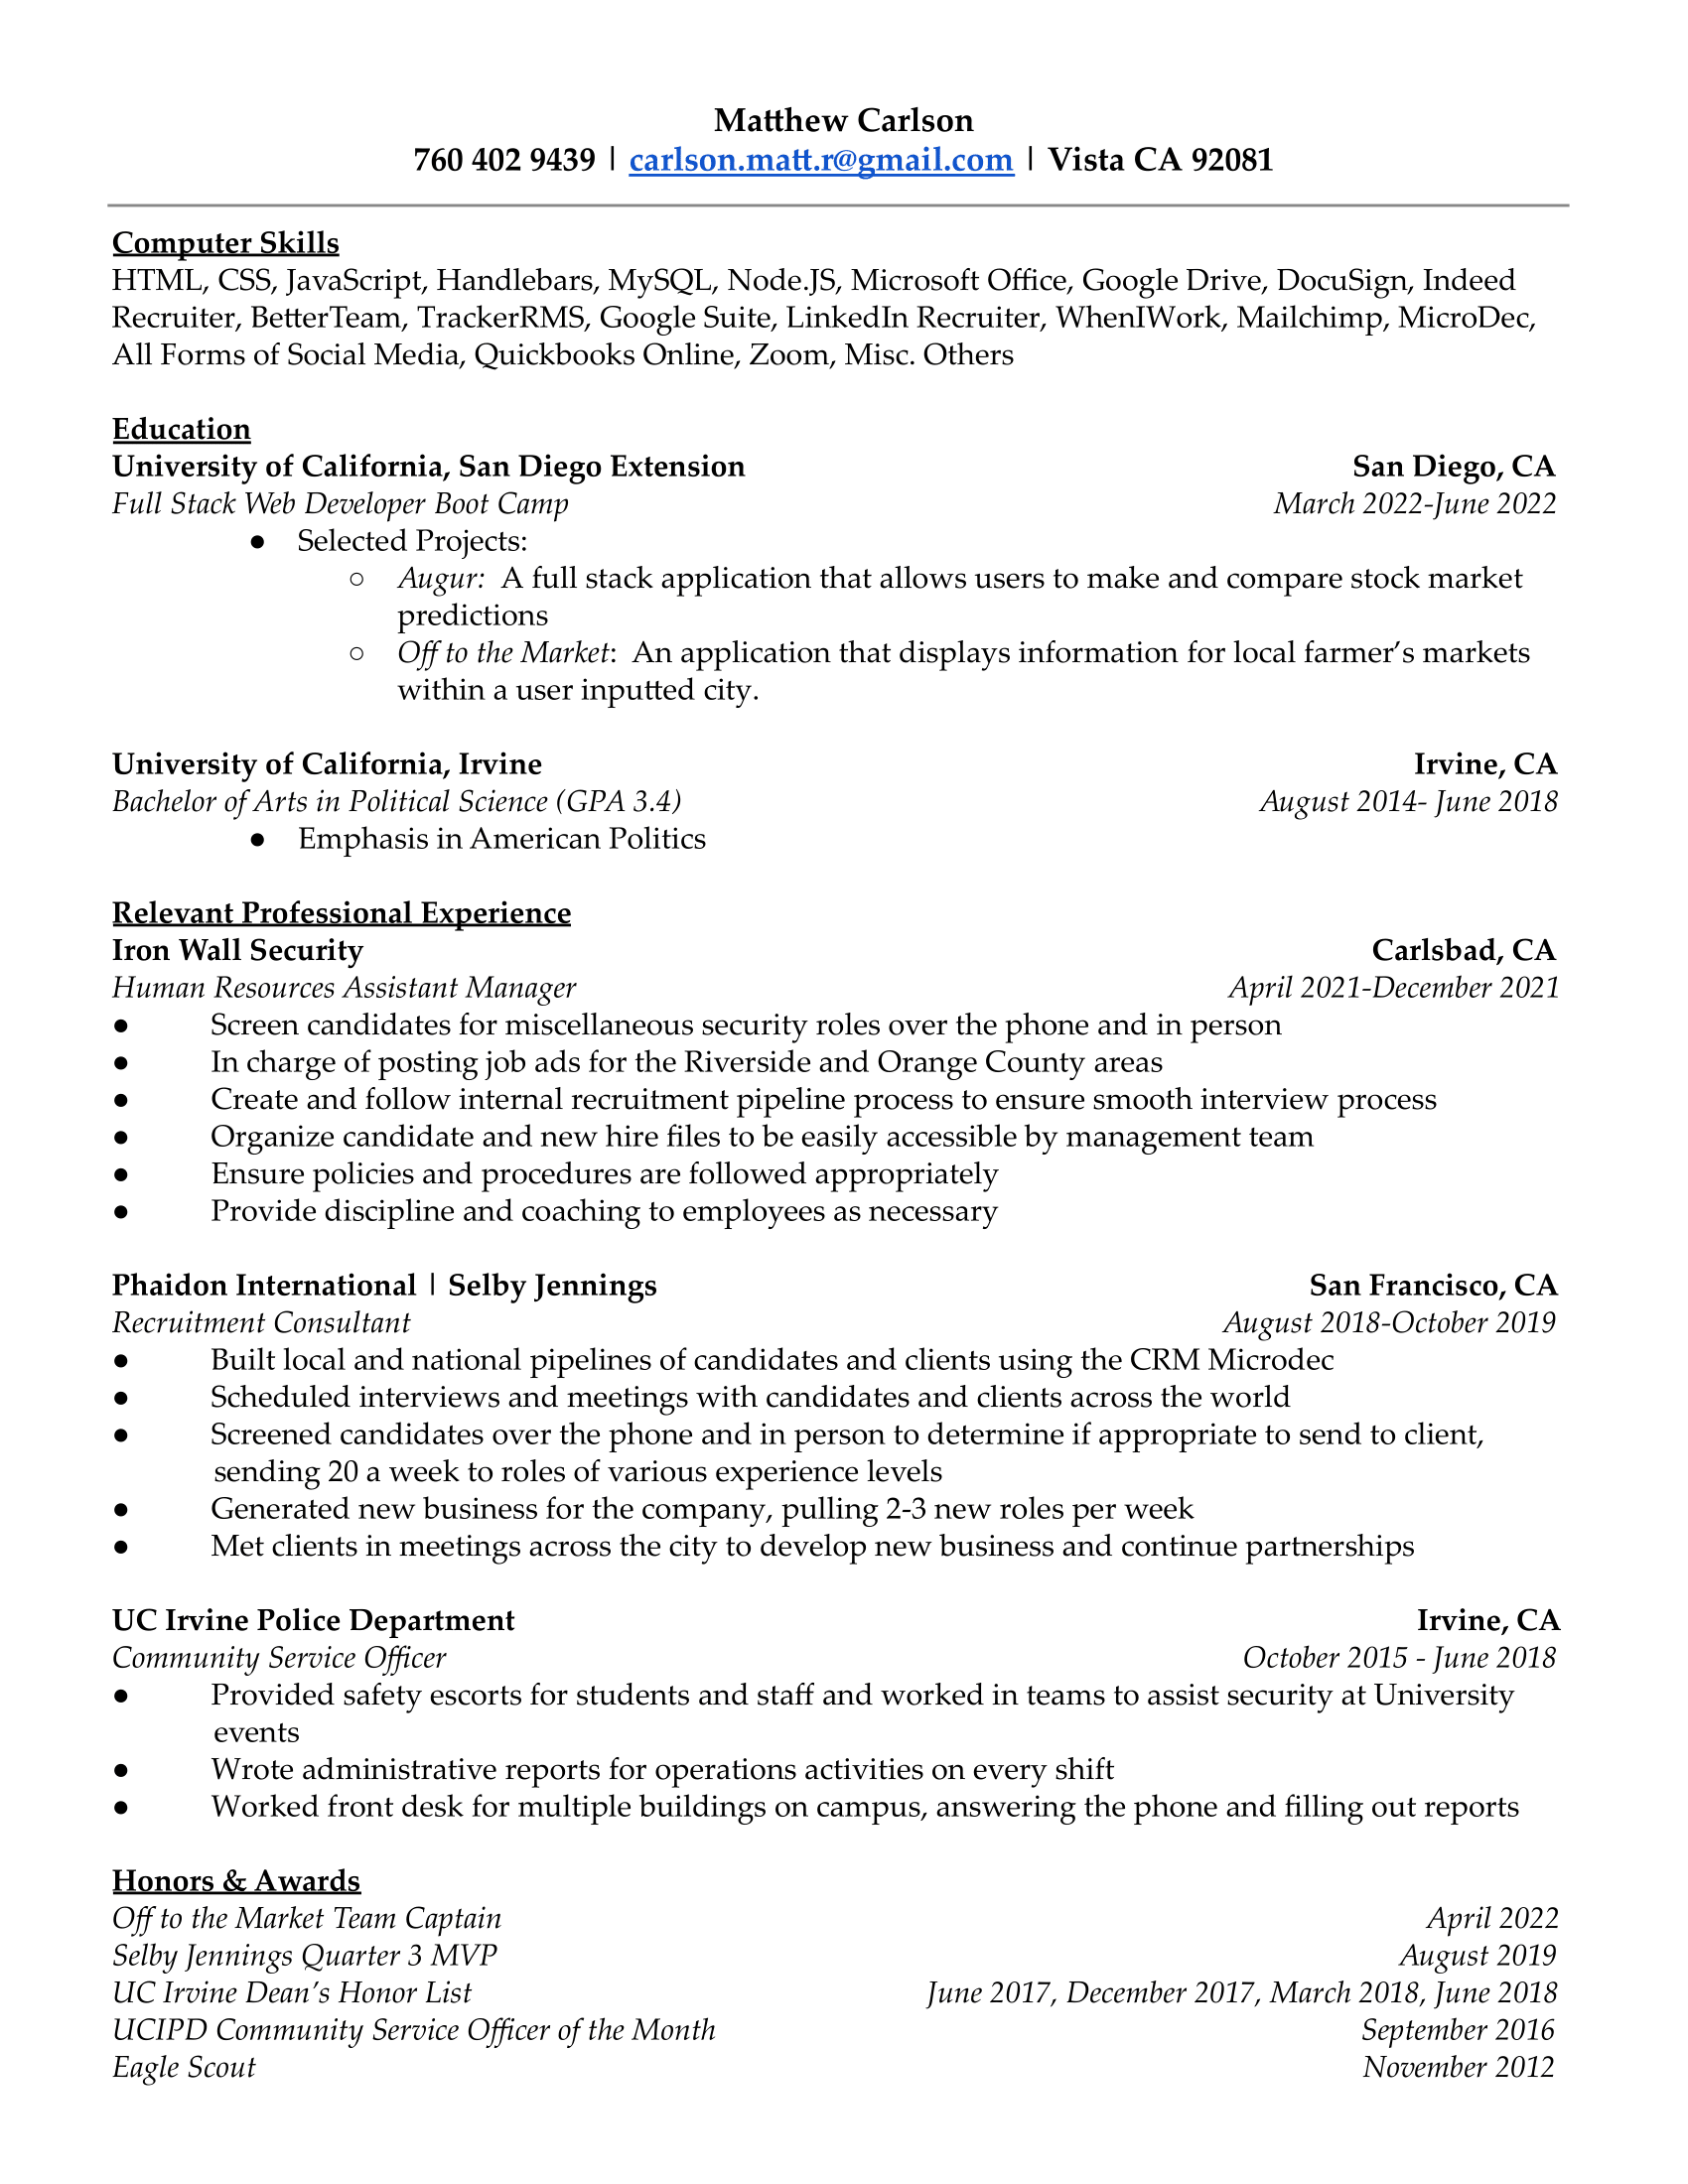 Matthew Carlson
760 402 9439 | carlson.matt.r@gmail.com | Vista CA 92081
Computer Skills
HTML, CSS, JavaScript, Handlebars, MySQL, Node.JS, Microsoft Office, Google Drive, DocuSign, Indeed
Recruiter, BetterTeam, TrackerRMS, Google Suite, LinkedIn Recruiter, WhenIWork, Mailchimp, MicroDec,
All Forms of Social Media, Quickbooks Online, Zoom, Misc. Others
Education
University of California, San Diego Extension San Diego, CA
Full Stack Web Developer Boot Camp March 2022-June 2022
● Selected Projects:
○ Augur: A full stack application that allows users to make and compare stock market
predictions
○ Off to the Market: An application that displays information for local farmer’s markets
within a user inputted city.
University of California, Irvine Irvine, CA
Bachelor of Arts in Political Science (GPA 3.4) August 2014- June 2018
● Emphasis in American Politics
Relevant Professional Experience
Iron Wall Security Carlsbad, CA
Human Resources Assistant Manager April 2021-December 2021
● Screen candidates for miscellaneous security roles over the phone and in person
● In charge of posting job ads for the Riverside and Orange County areas
● Create and follow internal recruitment pipeline process to ensure smooth interview process
● Organize candidate and new hire files to be easily accessible by management team
● Ensure policies and procedures are followed appropriately
● Provide discipline and coaching to employees as necessary
Phaidon International | Selby Jennings San Francisco, CA
Recruitment Consultant August 2018-October 2019
● Built local and national pipelines of candidates and clients using the CRM Microdec
● Scheduled interviews and meetings with candidates and clients across the world
● Screened candidates over the phone and in person to determine if appropriate to send to client,
sending 20 a week to roles of various experience levels
● Generated new business for the company, pulling 2-3 new roles per week
● Met clients in meetings across the city to develop new business and continue partnerships
UC Irvine Police Department Irvine, CA
Community Service Officer October 2015 - June 2018
● Provided safety escorts for students and staff and worked in teams to assist security at University
events
● Wrote administrative reports for operations activities on every shift
● Worked front desk for multiple buildings on campus, answering the phone and filling out reports
Honors & Awards
Off to the Market Team Captain April 2022
Selby Jennings Quarter 3 MVP August 2019
UC Irvine Dean’s Honor List June 2017, December 2017, March 2018, June 2018
UCIPD Community Service Officer of the Month September 2016
Eagle Scout November 2012